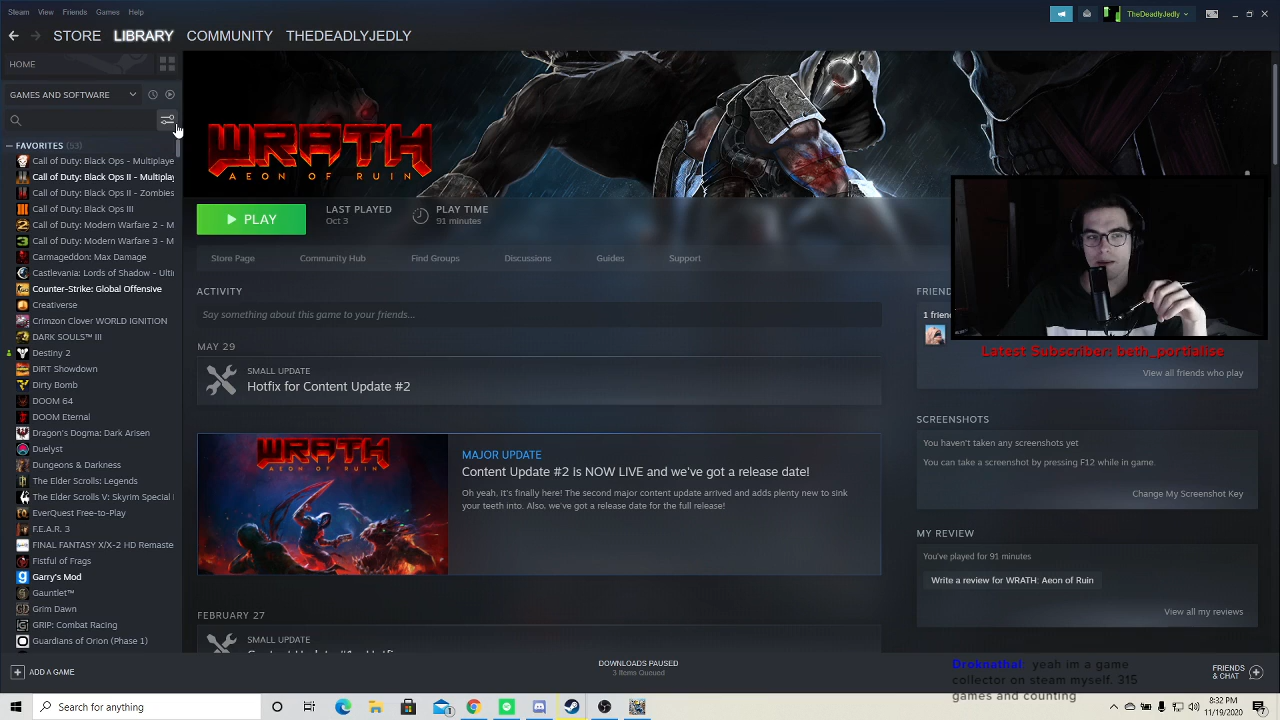 Steam View Friends Games Help
TheDeadlyJedly
STORE LIBRARY COMMUNITY THEDEADLYJEDLY
HOME
GAMES AND SOFTWARE
FAVORITES (53)
Call of Duty: Black Ops - Multiplaye
Call of Duty: Black Ops II - Multiplay
Call of Duty: Black Ops II - Zombies
Call of Duty: Black Ops III
Call of Duty: Modern Warfare 2 - M
Call of Duty: Modern Warfare 3 - M
Carmageddon: Max Damage
Castlevania: Lords of Shadow - Ulti
Counter-Strike: Global Offensive
Creativerse
Crimzon Clover WORLD IGNITION
DARK SOULS™ III
Destiny 2
DiRT Showdown
Dirty Bomb
DOOM 64
DOOM Eternal
Dragon's Dogma: Dark Arisen
Duelyst
Dungeons & Darkness
The Elder Scrolls: Legends
The Elder Scrolls V: Skyrim Special
EverQuest Free-to-Play
F.E.A.R. 3
FINAL FANTASY X/X-2 HD Remaste
Fistful of Frags
Garry's Mod
Gauntlet™
Grim Dawn
GRIP: Combat Racing
Guardians of Orion (Phase 1)
ADD A GAME
WRATH
AEON OF RUIN
PLAY
LAST PLAYED
Oct 3
PLAY TIME
91 minutes
Store Page Community Hub Find Groups Discussions Guides Support
ACTIVITY
Say something about this game to your friends...
MAY 29
SMALL UPDATE
Hotfix for Content Update #2
WRATH
AEON OF RUIN
MAJOR UPDATE
Content Update #2 is NOW LIVE and we've got a release date!
Oh yeah, it's finally here! The second major content update arrived and adds plenty new to sink
your teeth into. Also, we've got a release date for the full release!
FEBRUARY 27
SMALL UPDATE
FRIEN
1 frien
Latest Subscriber: beth_portialise
View all friends who play
SCREENSHOTS
You haven't taken any screenshots yet
You can take a screenshot by pressing F12 while in game.
Change My Screenshot Key
MY REVIEW
You've played for 91 minutes
Write a review for WRATH: Aeon of Ruin
View all my reviews
DOWNLOADS PAUSED
3 Items Queued
Droknathal: yeah im a game
collector on steam myself. 315
games and counting
FRIENDS
& CHAT
Search for anything
8:32 PM
11/19/2020